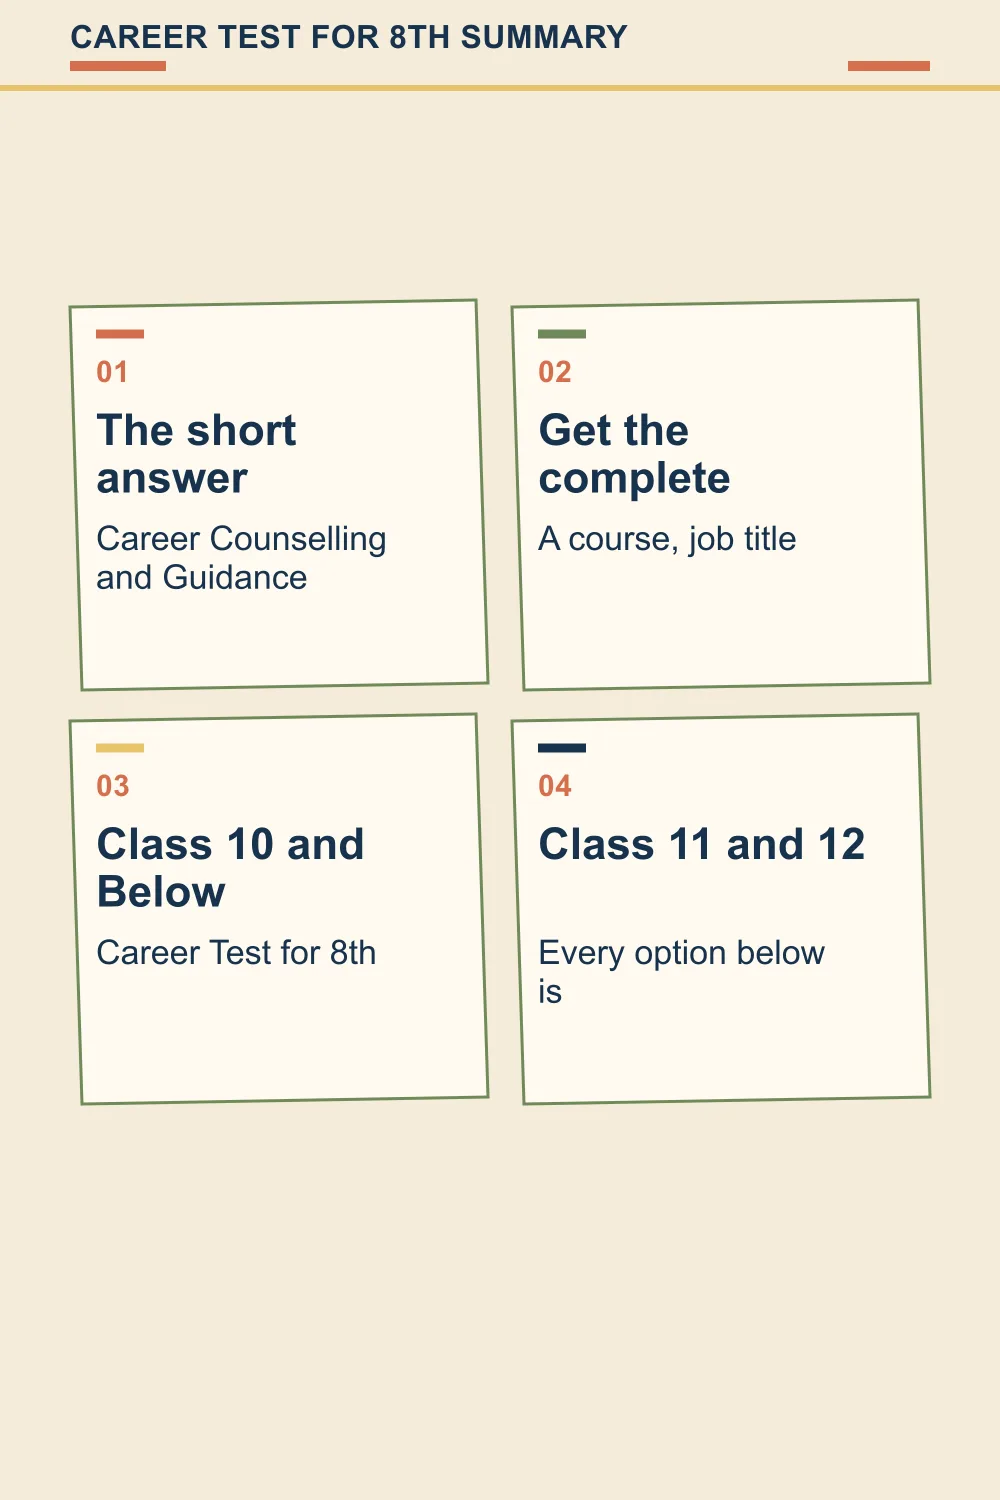 CAREER TEST FOR 8TH SUMMARY
01
The short
answer
Career Counselling
and Guidance
02
Get the
complete
A course, job title
03
Class 10 and
Below
Career Test for 8th
04
Class 11 and 12
Every option below
is